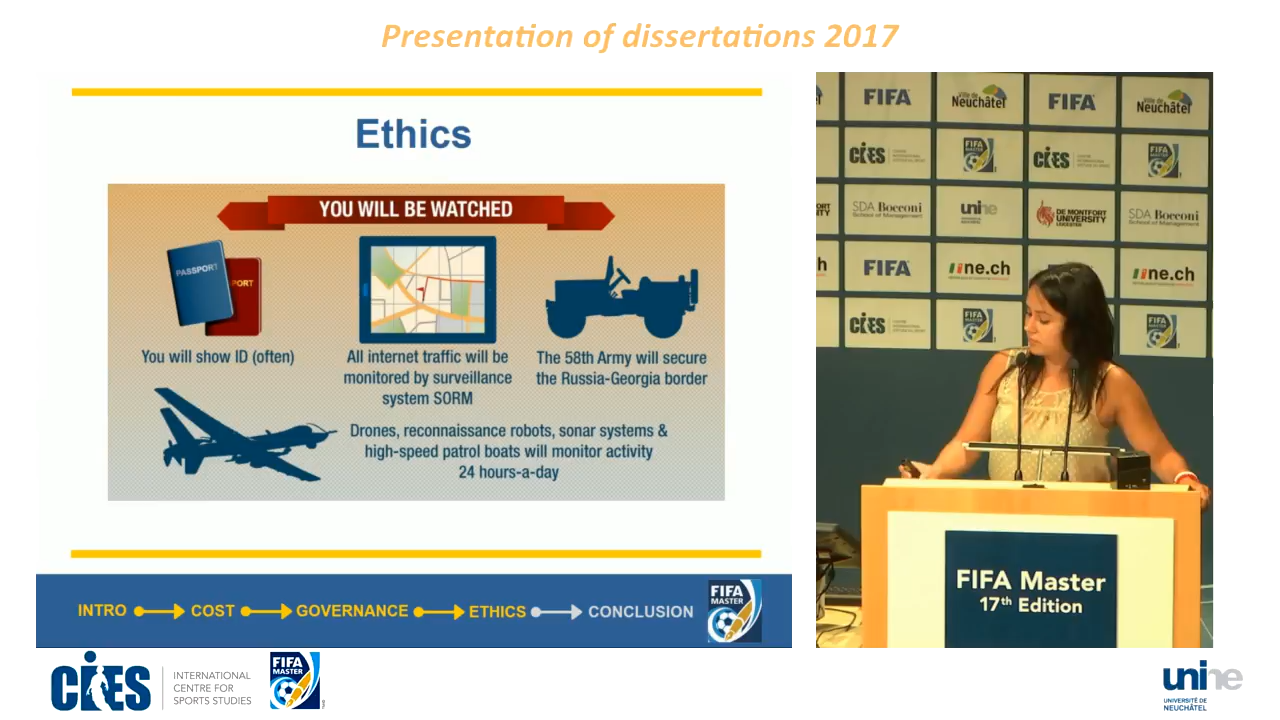 Presentation of dissertations 2017
Ethics
YOU WILL BE WATCHED
PASSPORT
PORT
You will show ID (often)
All internet traffic will be
monitored by surveillance
system SORM
The 58th Army will secure
the Russia-Georgia border
Drones, reconnaissance robots, sonar systems &
high-speed patrol boats will monitor activity
24 hours-a-day
INTRO
COST
GOVERNANCE
ETHICS
CONCLUSION
FIFA
MASTER
CIES
INTERNATIONAL
CENTRE FOR
SPORTS STUDIES
FIFA
MASTER
FIFA
Ville de
Neuchâtel
FIFA
Ville de
Neuchâtel
CIES
FIFA
MASTER
CIES
FIFA
MASTER
SDA Bocconi
School of Management
unine
DE MONTFORT
UNIVERSITY
LEICESTER
SDA Bocconi
School of Management
FIFA
ne.ch
ne.ch
CIES
FIFA
MASTER
FIFA
MASTER
FIFA Master
17th Edition
unine
UNIVERSITÉ DE
NEUCHÂTEL